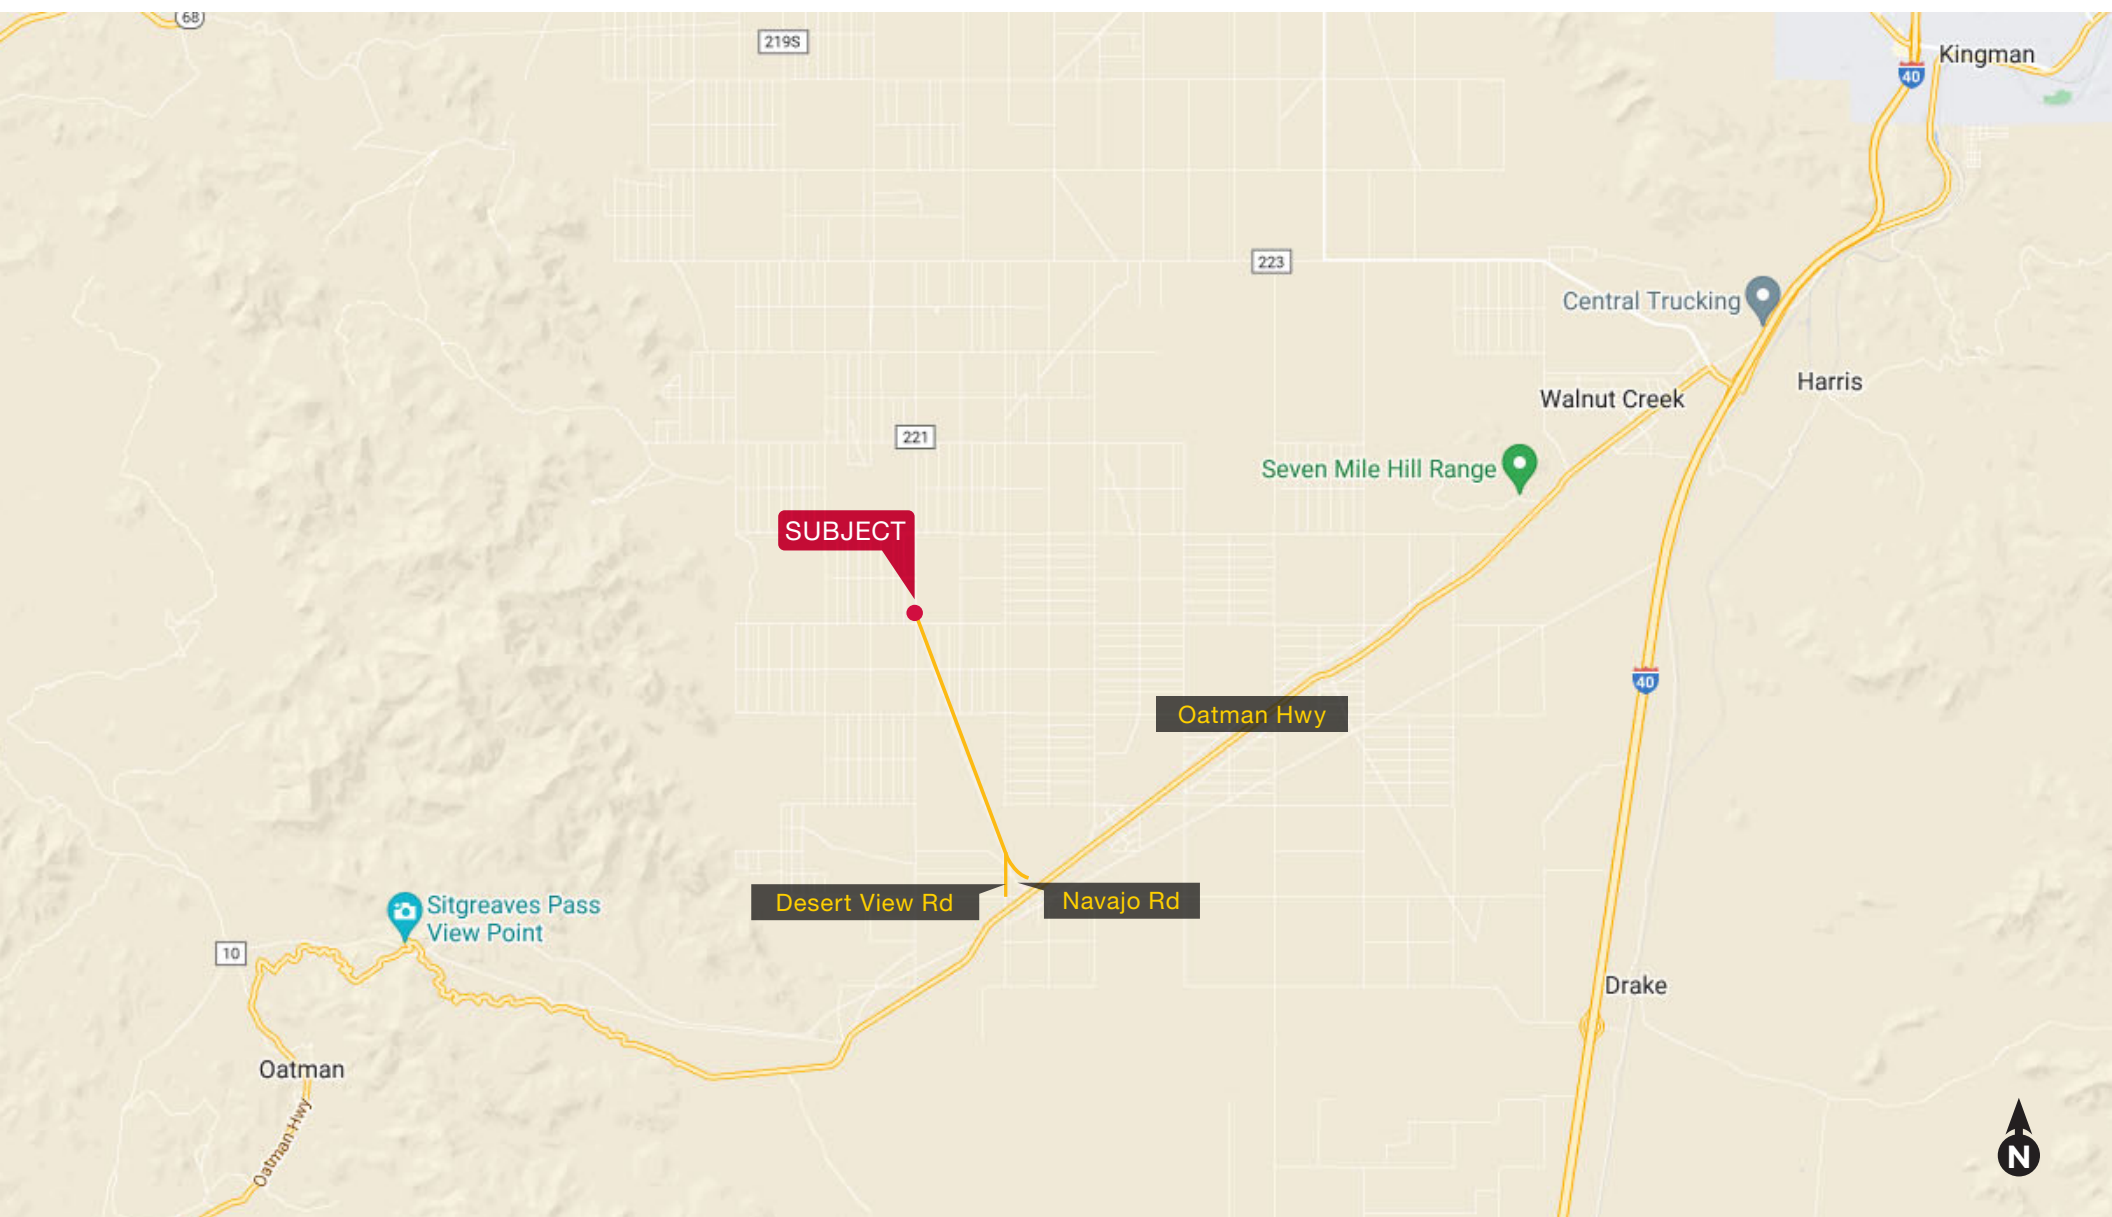 68
219S
Kingman
40
223
Central Trucking
Harris
Walnut Creek
221
Seven Mile Hill Range
SUBJECT
40
Oatman Hwy
Desert View Rd
Navajo Rd
Sitgreaves Pass
View Point
10
Drake
Oatman
Oatman Hwy
N